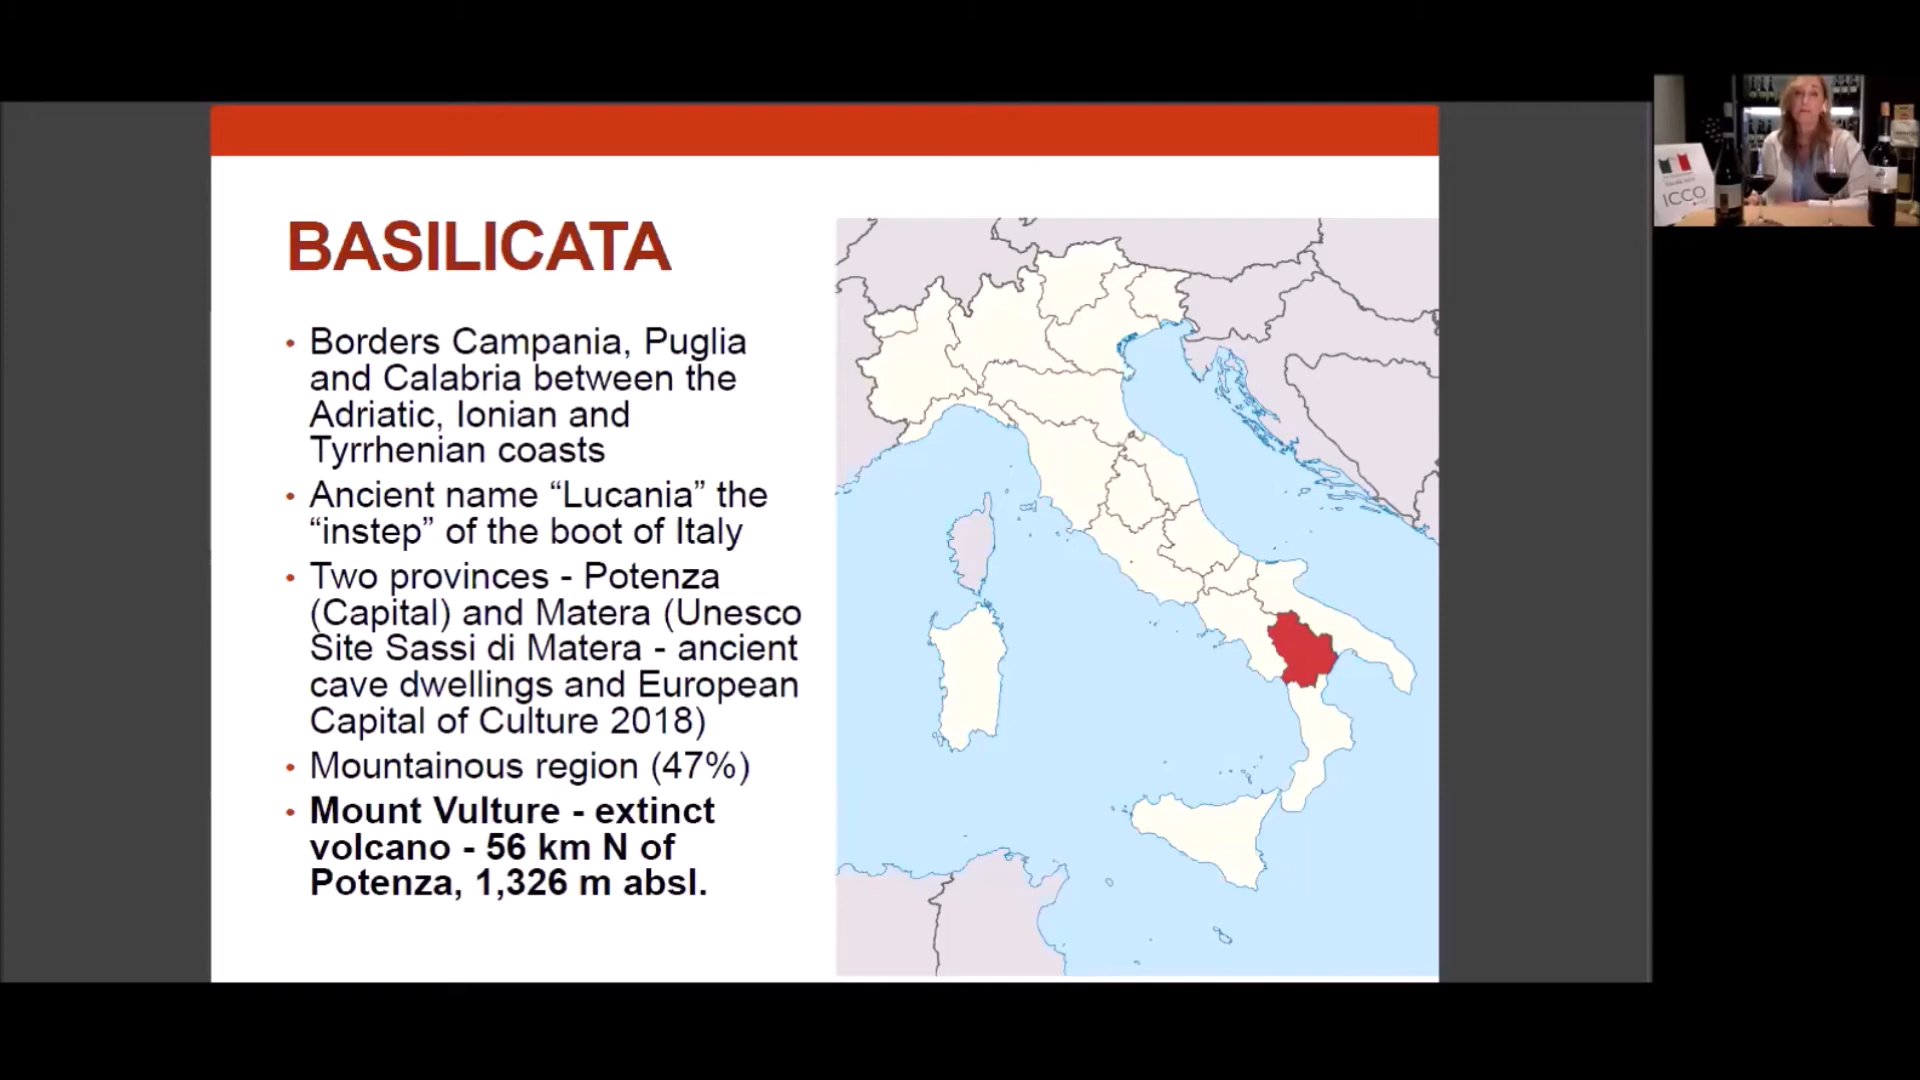 BASILICATA
• Borders Campania, Puglia
and Calabria between the
Adriatic, Ionian and
Tyrrhenian coasts
• Ancient name “Lucania” the
“instep” of the boot of Italy
• Two provinces - Potenza
(Capital) and Matera (Unesco
Site Sassi di Matera - ancient
cave dwellings and European
Capital of Culture 2018)
• Mountainous region (47%)
• Mount Vulture - extinct
volcano - 56 km N of
Potenza, 1,326 m absl.
ICCO